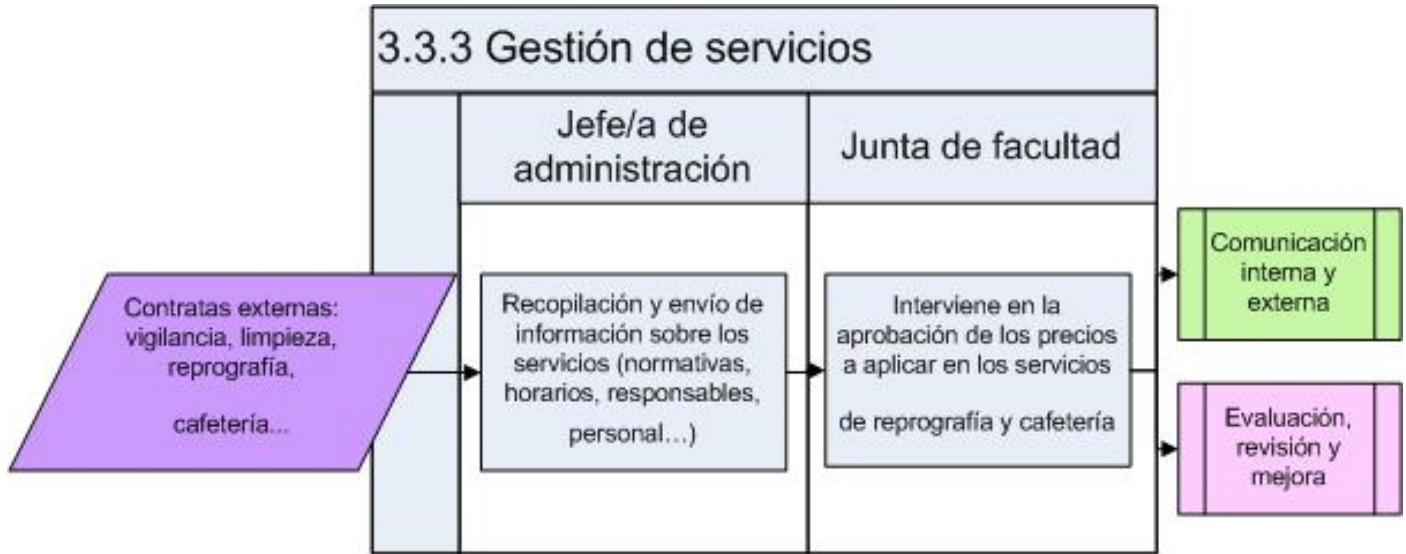 3.3.3 Gestión de servicios
Jefe/a de
administración
Junta de facultad
Contratas externas:
vigilancia, limpieza,
reprografía,
cafetería...
Recopilación y envío de
información sobre los
servicios (normativas,
horarios, responsables,
personal…)
Interviene en la
aprobación de los precios
a aplicar en los servicios
de reprografía y cafetería
Comunicación
interna y
externa
Evaluación,
revisión y
mejora